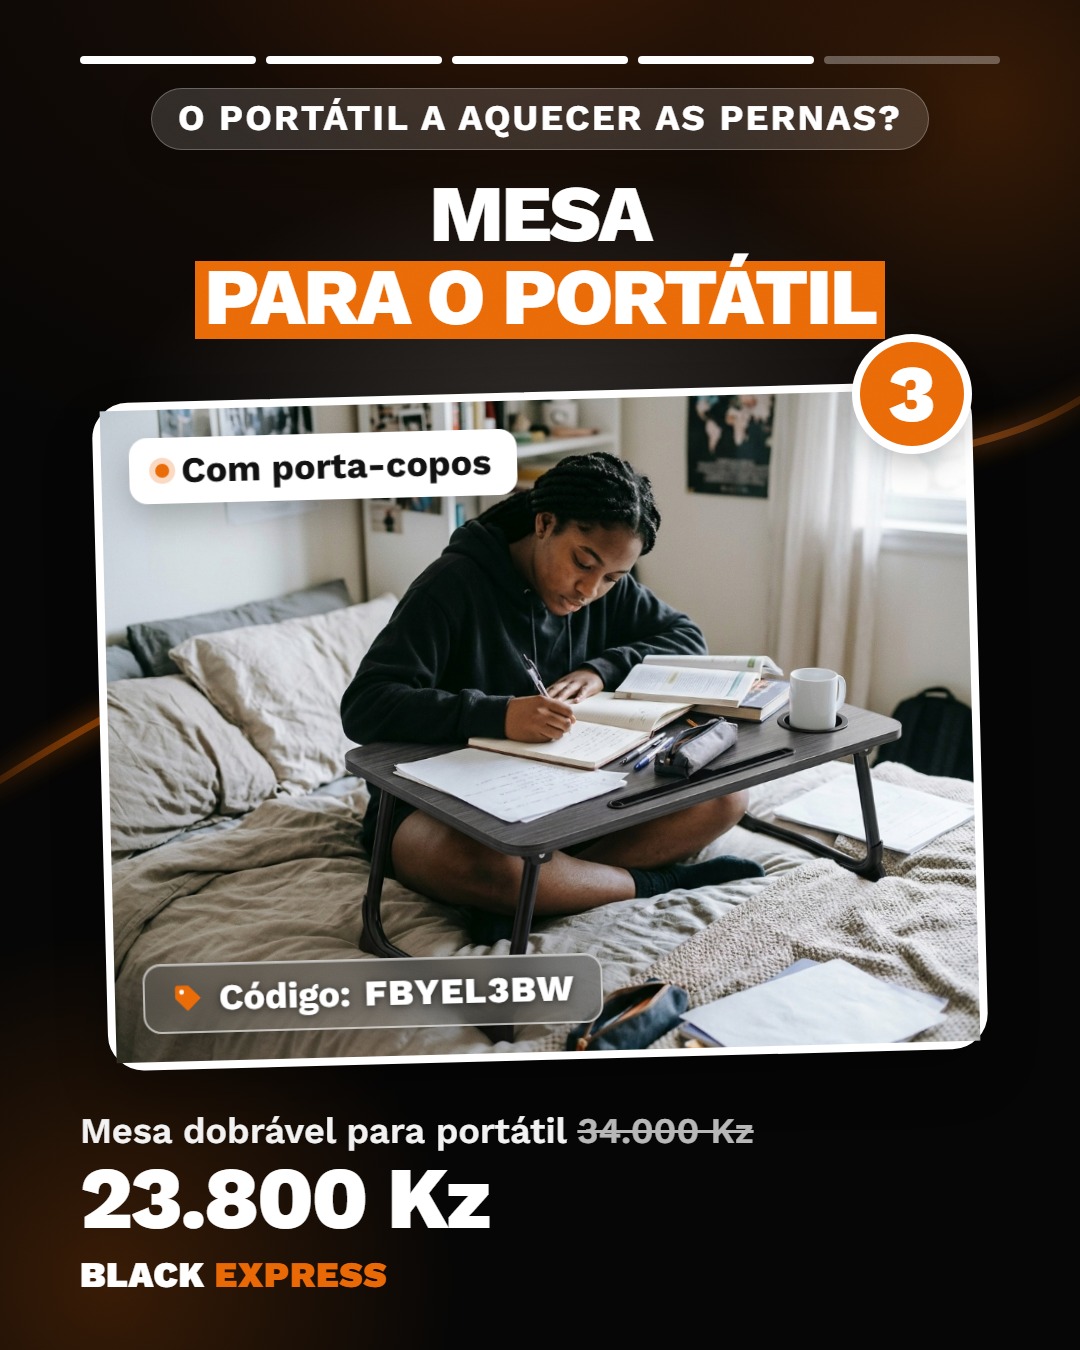 O PORTÁTIL A AQUECER AS PERNAS?
MESA
PARA O PORTÁTIL
3
Com porta-copos
Código: FBYEL3BW
Mesa dobrável para portátil 34.000 Kz
23.800 Kz
BLACK EXPRESS